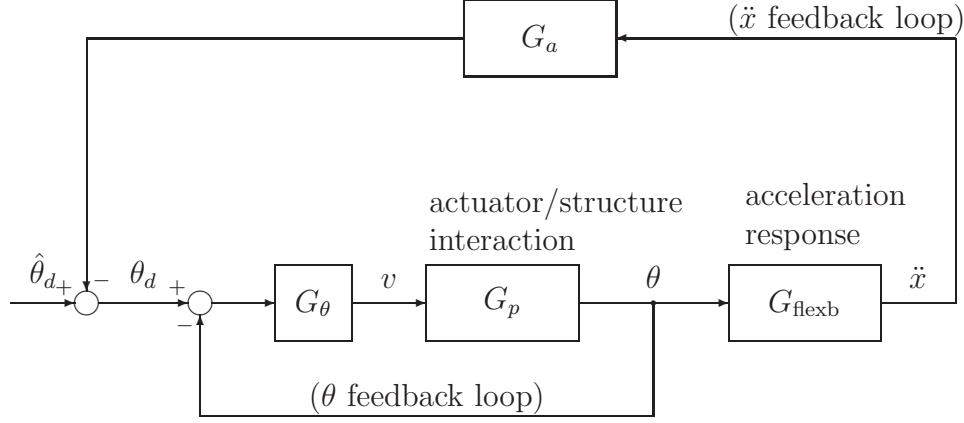 (ẍ feedback loop)
G_a
actuator/structure
interaction
acceleration
response
θ̂_d + − θ_d + − G_θ v G_p θ G_flexb ẍ
(θ feedback loop)